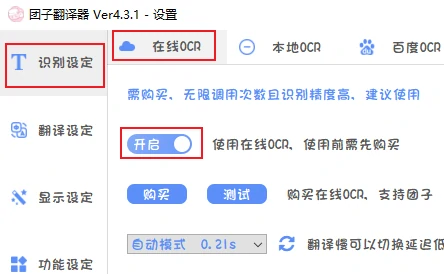 团子翻译器 Ver4.3.1 - 设置
识别设定
在线OCR
本地OCR
百度OCR
需购买、无限调用次数且识别精度高、建议使用
翻译设定
开启
使用在线OCR、使用前需先购买
显示设定
购买
测试
购买在线OCR、支持团子
功能设定
自动模式 0.21s
翻译慢可以切换延迟低